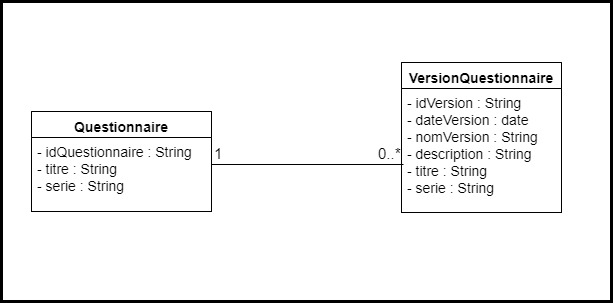 Questionnaire
- idQuestionnaire : String
- titre : String
- serie : String
1
0..*
VersionQuestionnaire
- idVersion : String
- dateVersion : date
- nomVersion : String
- description : String
- titre : String
- serie : String